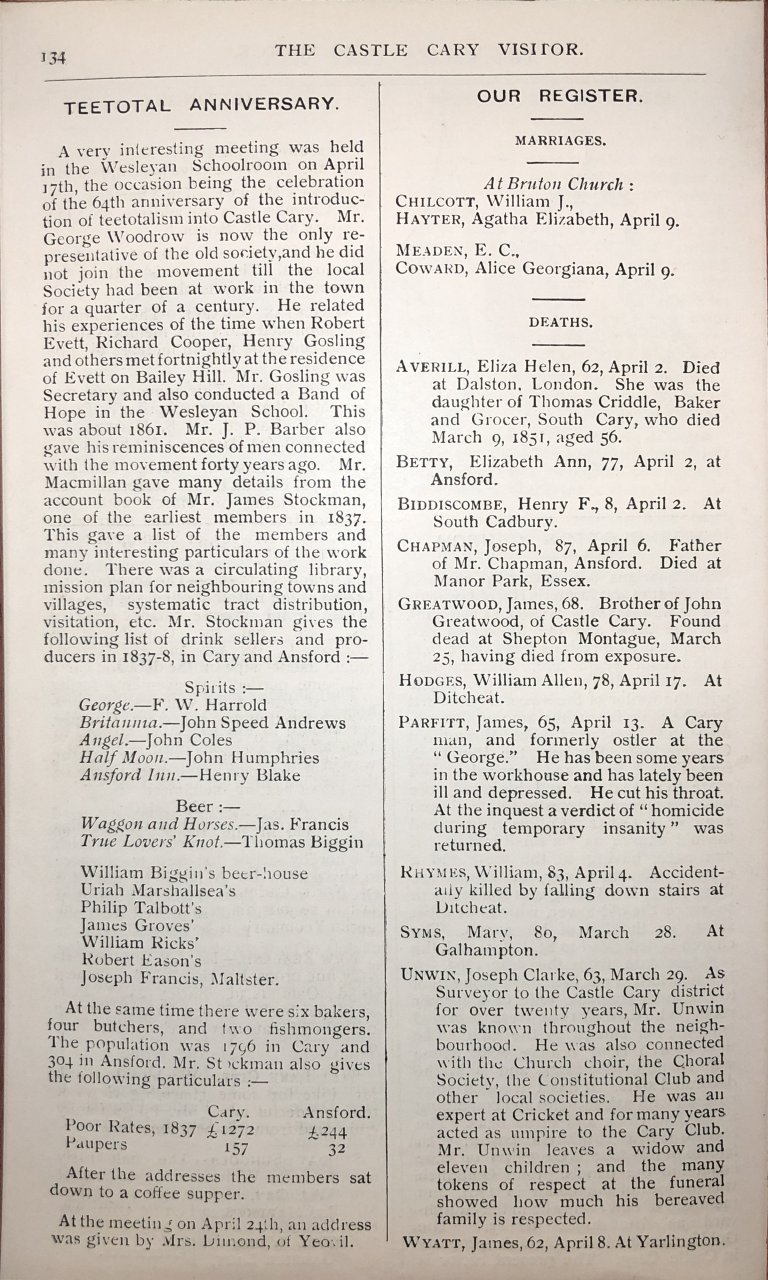 134
THE CASTLE CARY VISITOR.
TEETOTAL ANNIVERSARY.
A very interesting meeting was held
in the Wesleyan Schoolroom on April
17th, the occasion being the celebration
of the 64th anniversary of the introduc-
tion of teetotalism into Castle Cary. Mr.
George Woodrow is now the only re-
presentative of the old society,and he did
not join the movement till the local
Society had been at work in the town
for a quarter of a century. He related
his experiences of the time when Robert
Evett, Richard Cooper, Henry Gosling
and others met fortnightly at the residence
of Evett on Bailey Hill. Mr. Gosling was
Secretary and also conducted a Band of
Hope in the Wesleyan School. This
was about 1861. Mr. J. P. Barber also
gave his reminiscences of men connected
with the movement forty years ago. Mr.
Macmillan gave many details from the
account book of Mr. James Stockman,
one of the earliest members in 1837.
This gave a list of the members and
many interesting particulars of the work
done. There was a circulating library,
mission plan for neighbouring towns and
villages, systematic tract distribution,
visitation, etc. Mr. Stockman gives the
following list of drink sellers and pro-
ducers in 1837-8, in Cary and Ansford :—
Spirits :—
George.—F. W. Harrold
Britannia.—John Speed Andrews
Angel.—John Coles
Half Moon.—John Humphries
Ansford Inn.—Henry Blake
Beer :—
Waggon and Horses.—Jas. Francis
True Lovers' Knot.—Thomas Biggin
William Biggin's beer-house
Uriah Marshallsea's
Philip Talbott's
James Groves'
William Ricks'
Robert Eason's
Joseph Francis, Maltster.
At the same time there were six bakers,
four butchers, and two fishmongers.
The population was 1796 in Cary and
304 in Ansford. Mr. Stockman also gives
the following particulars :—
Cary. Ansford.
Poor Rates, 1837 £1272 £244
Paupers 157 32
After the addresses the members sat
down to a coffee supper.
At the meeting on April 24th, an address
was given by Mrs. Dimond, of Yeovil.
OUR REGISTER.
MARRIAGES.
At Bruton Church :
CHILCOTT, William J.,
HAYTER, Agatha Elizabeth, April 9.
MEADEN, E. C.,
COWARD, Alice Georgiana, April 9.
DEATHS.
AVERILL, Eliza Helen, 62, April 2. Died
at Dalston, London. She was the
daughter of Thomas Criddle, Baker
and Grocer, South Cary, who died
March 9, 1851, aged 56.
BETTY, Elizabeth Ann, 77, April 2, at
Ansford.
BIDDISCOMBE, Henry F., 8, April 2. At
South Cadbury.
CHAPMAN, Joseph, 87, April 6. Father
of Mr. Chapman, Ansford. Died at
Manor Park, Essex.
GREATWOOD, James, 68. Brother of John
Greatwood, of Castle Cary. Found
dead at Shepton Montague, March
25, having died from exposure.
HODGES, William Allen, 78, April 17. At
Ditcheat.
PARFITT, James, 65, April 13. A Cary
man, and formerly ostler at the
" George." He has been some years
in the workhouse and has lately been
ill and depressed. He cut his throat.
At the inquest a verdict of " homicide
during temporary insanity " was
returned.
RHYMES, William, 83, April 4. Accident-
ally killed by falling down stairs at
Ditcheat.
SYMS, Mary, 80, March 28. At
Galhampton.
UNWIN, Joseph Clarke, 63, March 29. As
Surveyor to the Castle Cary district
for over twenty years, Mr. Unwin
was known throughout the neigh-
bourhood. He was also connected
with the Church choir, the Choral
Society, the Constitutional Club and
other local societies. He was an
expert at Cricket and for many years
acted as umpire to the Cary Club.
Mr. Unwin leaves a widow and
eleven children ; and the many
tokens of respect at the funeral
showed how much his bereaved
family is respected.
WYATT, James, 62, April 8. At Yarlington.